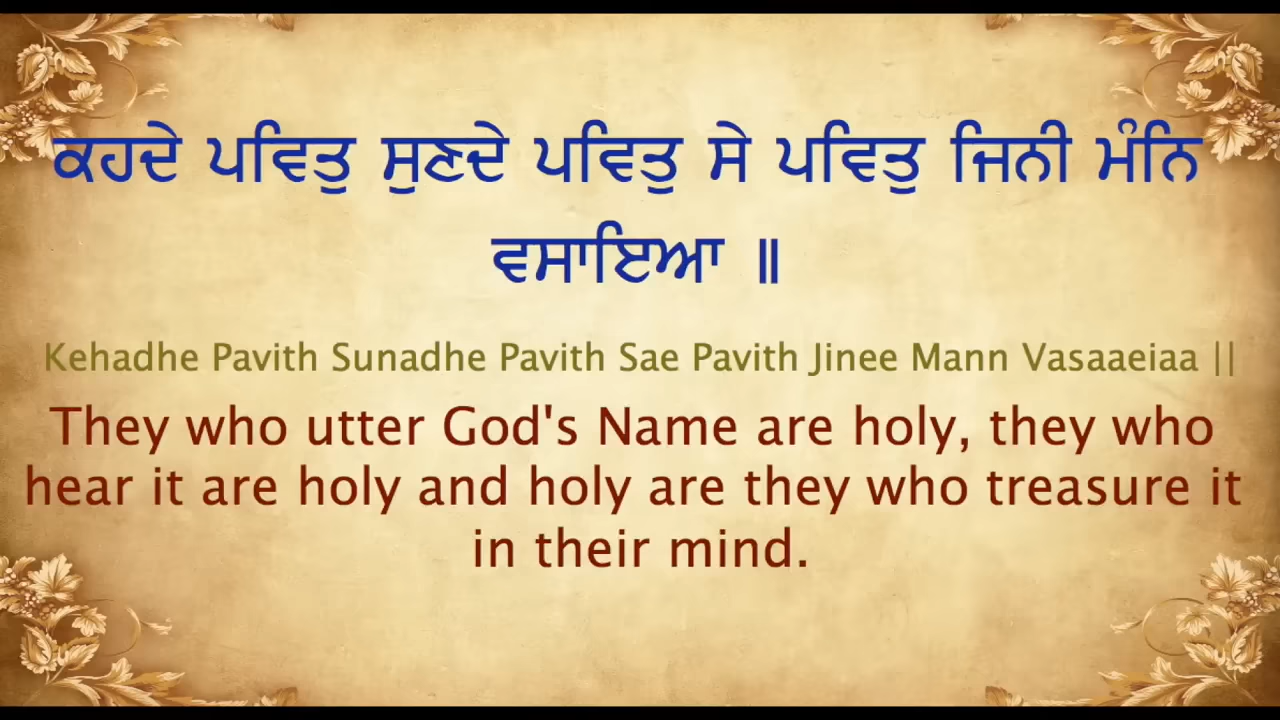 ਕਹਦੇ ਪਵਿਤੁ ਸੁਣਦੇ ਪਵਿਤੁ ਸੇ ਪਵਿਤੁ ਜਿਨੀ ਮੰਨਿ
ਵਸਾਇਆ ॥
Kehadhe Pavith Sunadhe Pavith Sae Pavith Jinee Mann Vasaaeiaa ||
They who utter God's Name are holy, they who
hear it are holy and holy are they who treasure it
in their mind.